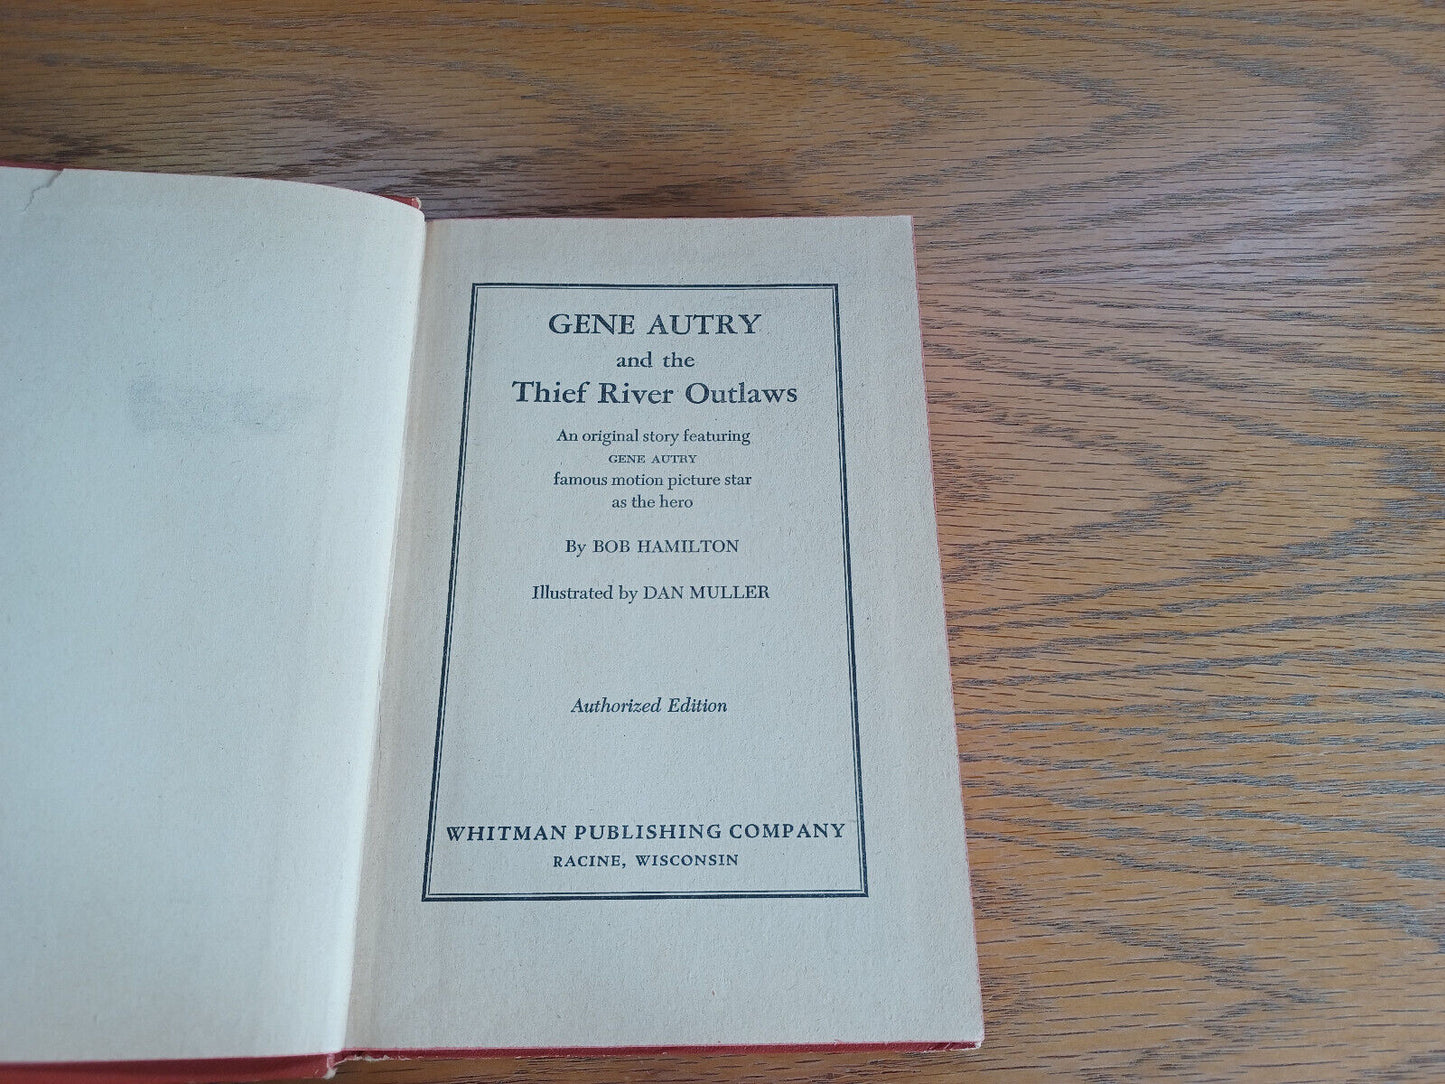 GENE AUTRY
and the
Thief River Outlaws
An original story featuring
GENE AUTRY
famous motion picture star
as the hero
By BOB HAMILTON
Illustrated by DAN MULLER
Authorized Edition
WHITMAN PUBLISHING COMPANY
RACINE, WISCONSIN